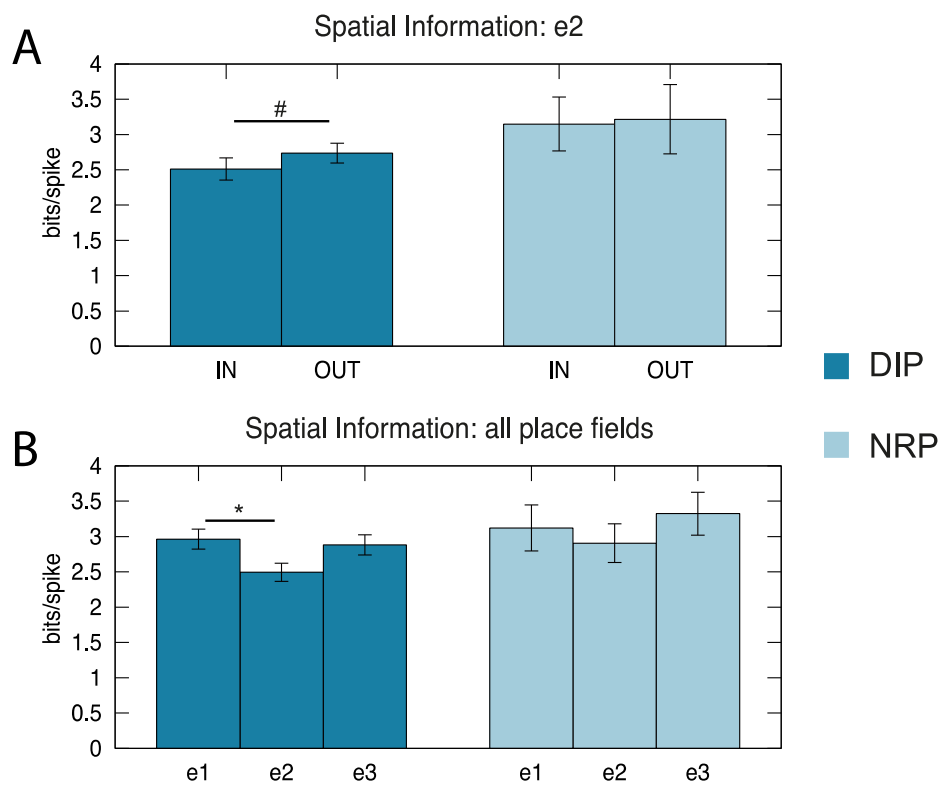 A
Spatial Information: e2
4
3.5
3
2.5
2
1.5
1
0.5
0
bits/spike
#
IN
OUT
IN
OUT
DIP
NRP
B
Spatial Information: all place fields
4
3.5
3
2.5
2
1.5
1
0.5
0
bits/spike
*
e1
e2
e3
e1
e2
e3